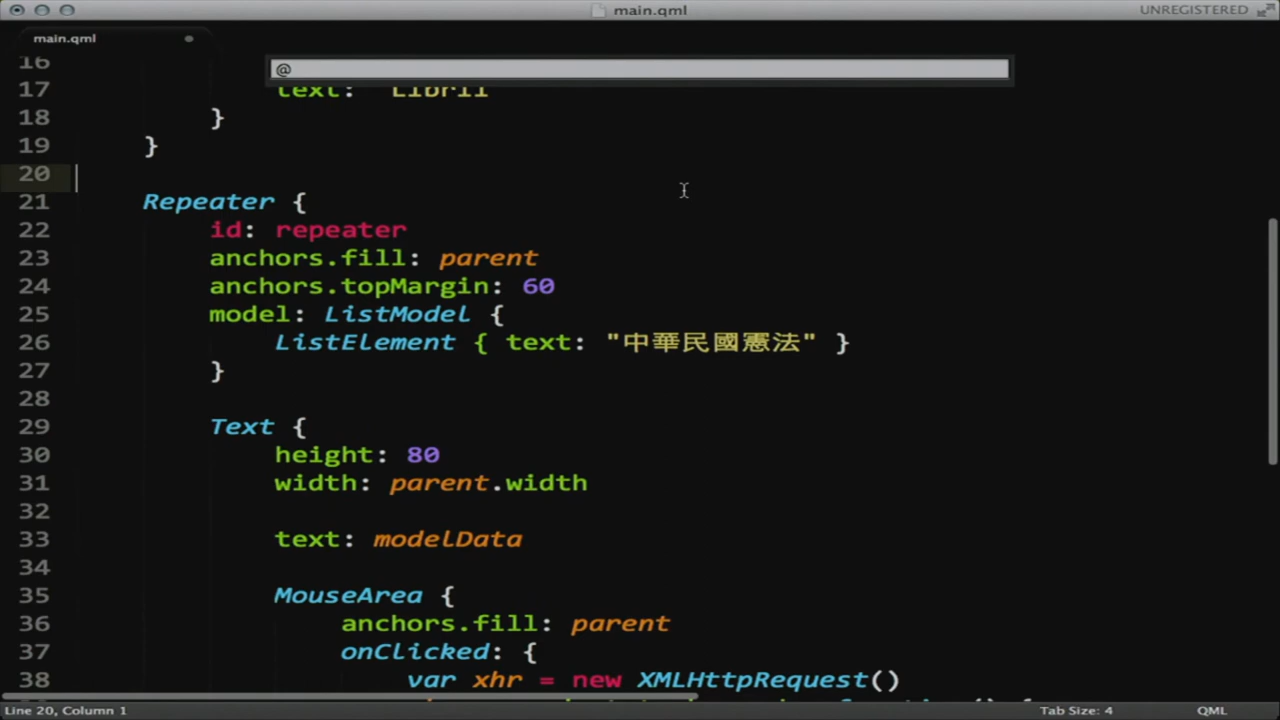 main.qml
UNREGISTERED
main.qml
@
16
17 text: "Libri1
18 }
19 }
20
21 Repeater {
22 id: repeater
23 anchors.fill: parent
24 anchors.topMargin: 60
25 model: ListModel {
26 ListElement { text: "中華民國憲法" }
27 }
28
29 Text {
30 height: 80
31 width: parent.width
32
33 text: modelData
34
35 MouseArea {
36 anchors.fill: parent
37 onClicked: {
38 var xhr = new XMLHttpRequest()
Line 20, Column 1
Tab Size: 4
QML